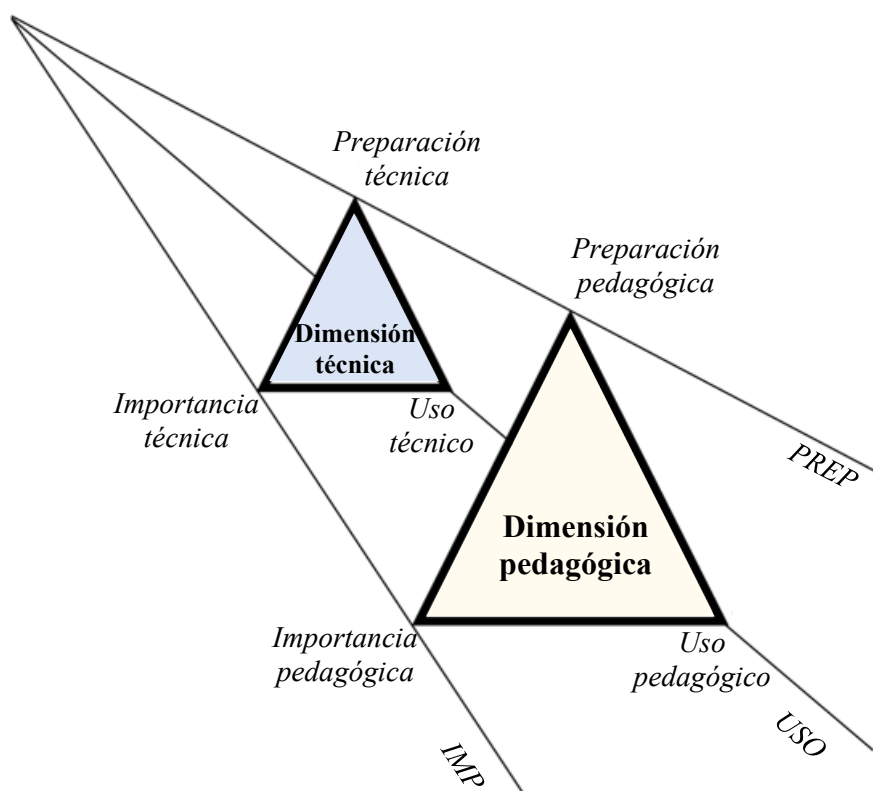 Preparación
técnica
Preparación
pedagógica
Dimensión
técnica
Importancia
técnica
Uso
técnico
PREP
Dimensión
pedagógica
Importancia
pedagógica
Uso
pedagógico
USO
IMP